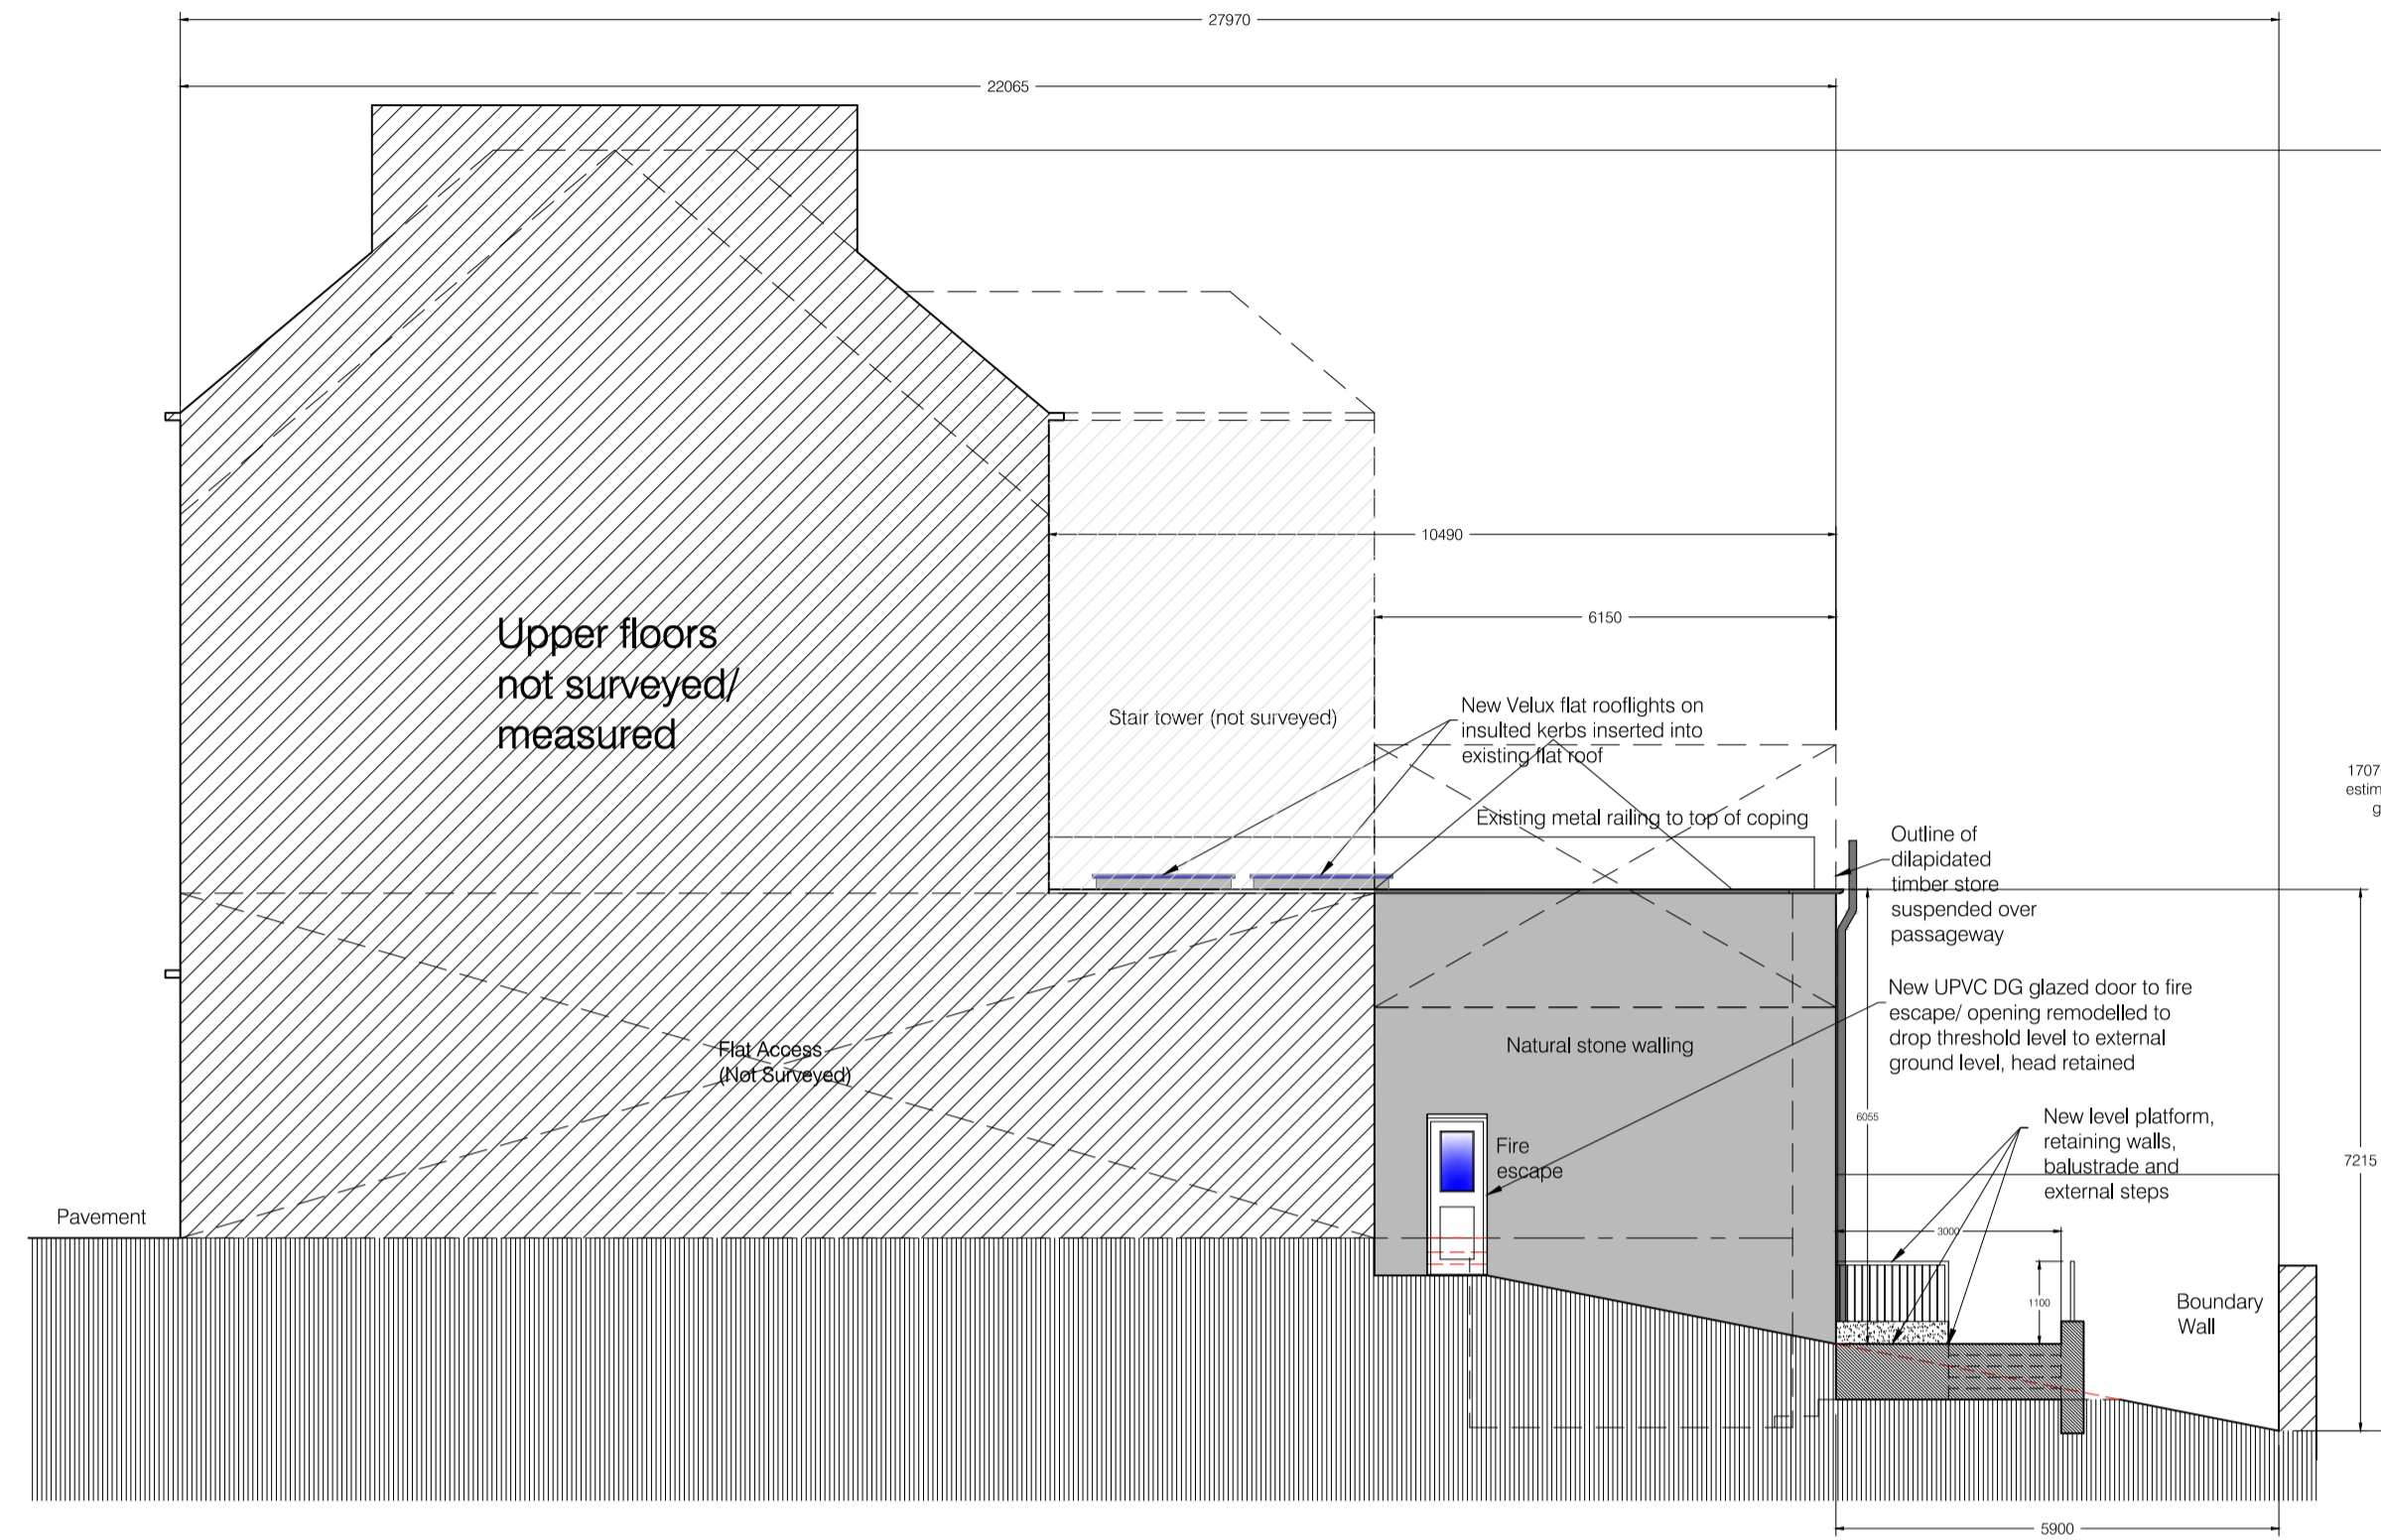 27970
22065
10490
6150
Upper floors
not surveyed/
measured
Stair tower (not surveyed)
New Velux flat rooflights on
insulted kerbs inserted into
existing flat roof
1707
estim
g
Existing metal railing to top of coping
Outline of
dilapidated
timber store
suspended over
passageway
New UPVC DG glazed door to fire
escape/ opening remodelled to
drop threshold level to external
ground level, head retained
Natural stone walling
Flat Access
(Not Surveyed)
6055
New level platform,
retaining walls,
balustrade and
external steps
7215
Fire
escape
Pavement
3000
1100
Boundary
Wall
5900